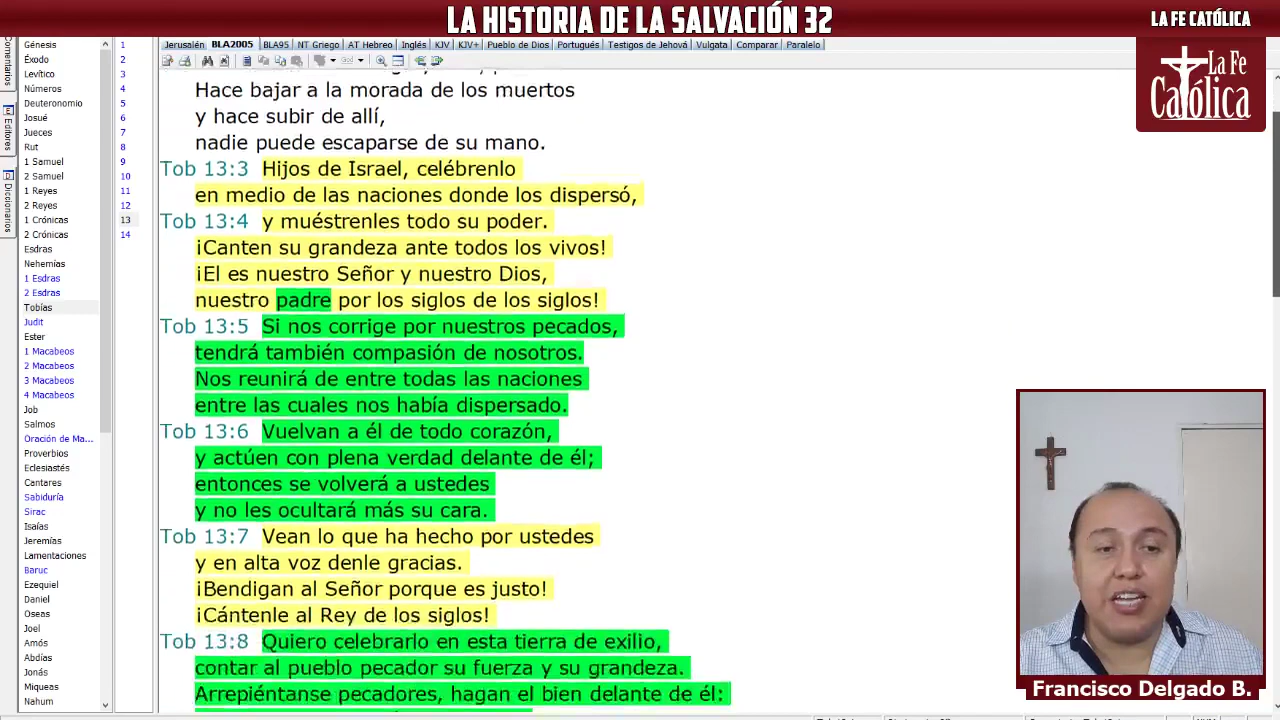 LA HISTORIA DE LA SALVACIÓN 32
LA FE CATÓLICA
La Fe
Católica
Comentarios
Editores
Diccionarios
Jerusalén BLA2005 BLA95 NT Griego AT Hebreo Inglés KJV KJV+ Pueblo de Dios Portugués Testigos de Jehová Vulgata Comparar Paralelo
Génesis
Éxodo
Levítico
Números
Deuteronomio
Josué
Jueces
Rut
1 Samuel
2 Samuel
1 Reyes
2 Reyes
1 Crónicas
2 Crónicas
Esdras
Nehemías
1 Esdras
2 Esdras
Tobías
Judit
Ester
1 Macabeos
2 Macabeos
3 Macabeos
4 Macabeos
Job
Salmos
Oración de Ma...
Proverbios
Eclesiastés
Cantares
Sabiduría
Sirac
Isaías
Jeremías
Lamentaciones
Baruc
Ezequiel
Daniel
Oseas
Joel
Amós
Abdías
Jonás
Miqueas
Nahum
1
2
3
4
5
6
7
8
9
10
11
12
13
14
Hace bajar a la morada de los muertos
y hace subir de allí,
nadie puede escaparse de su mano.
Tob 13:3 Hijos de Israel, celébrenlo
en medio de las naciones donde los dispersó,
Tob 13:4 y muéstrenles todo su poder.
¡Canten su grandeza ante todos los vivos!
¡El es nuestro Señor y nuestro Dios,
nuestro padre por los siglos de los siglos!
Tob 13:5 Si nos corrige por nuestros pecados,
tendrá también compasión de nosotros.
Nos reunirá de entre todas las naciones
entre las cuales nos había dispersado.
Tob 13:6 Vuelvan a él de todo corazón,
y actúen con plena verdad delante de él;
entonces se volverá a ustedes
y no les ocultará más su cara.
Tob 13:7 Vean lo que ha hecho por ustedes
y en alta voz denle gracias.
¡Bendigan al Señor porque es justo!
¡Cántenle al Rey de los siglos!
Tob 13:8 Quiero celebrarlo en esta tierra de exilio,
contar al pueblo pecador su fuerza y su grandeza.
Arrepiéntanse pecadores, hagan el bien delante de él:
Francisco Delgado B.